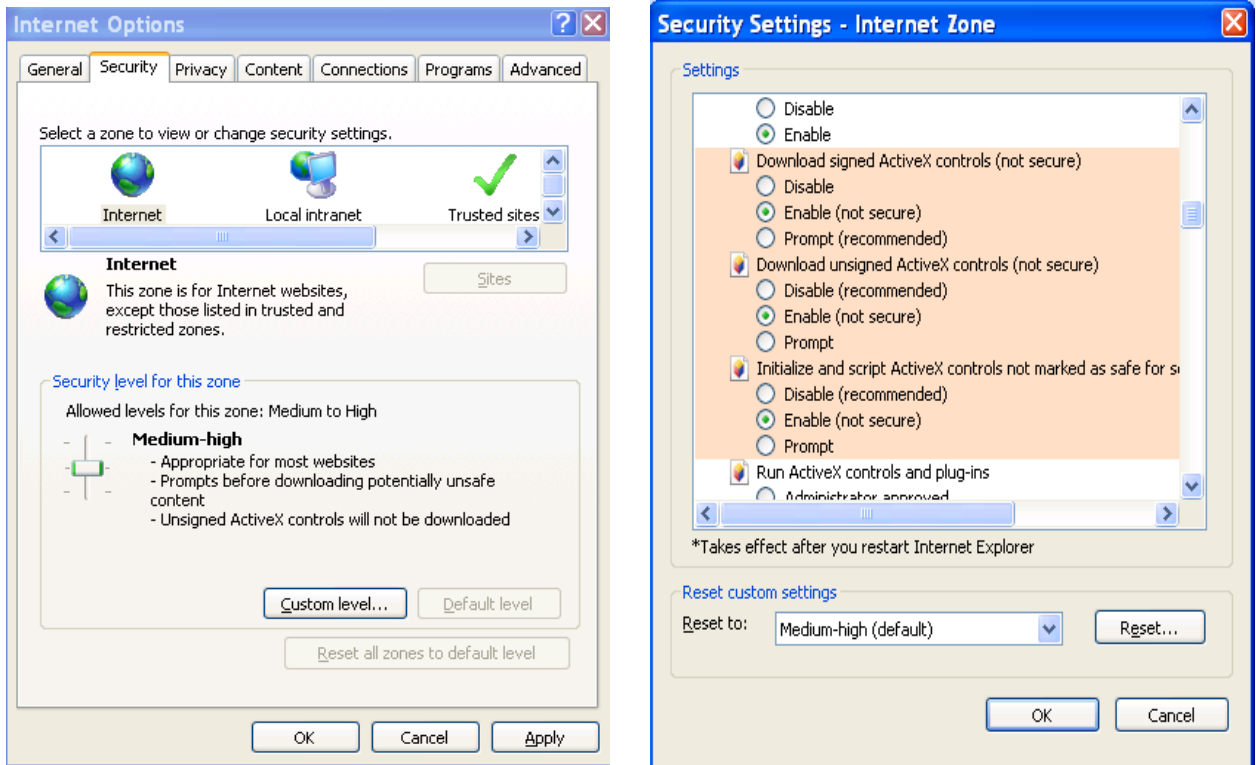 Internet Options
General Security Privacy Content Connections Programs Advanced
Select a zone to view or change security settings.
Internet Local intranet Trusted sites
Internet
This zone is for Internet websites,
except those listed in trusted and
restricted zones.
Sites
Security level for this zone
Allowed levels for this zone: Medium to High
Medium-high
- Appropriate for most websites
- Prompts before downloading potentially unsafe
content
- Unsigned ActiveX controls will not be downloaded
Custom level... Default level
Reset all zones to default level
OK Cancel Apply
Security Settings - Internet Zone
Settings
Disable
Enable
Download signed ActiveX controls (not secure)
Disable
Enable (not secure)
Prompt (recommended)
Download unsigned ActiveX controls (not secure)
Disable (recommended)
Enable (not secure)
Prompt
Initialize and script ActiveX controls not marked as safe for
Disable (recommended)
Enable (not secure)
Prompt
Run ActiveX controls and plug-ins
Administrator approved
*Takes effect after you restart Internet Explorer
Reset custom settings
Reset to: Medium-high (default) Reset...
OK Cancel